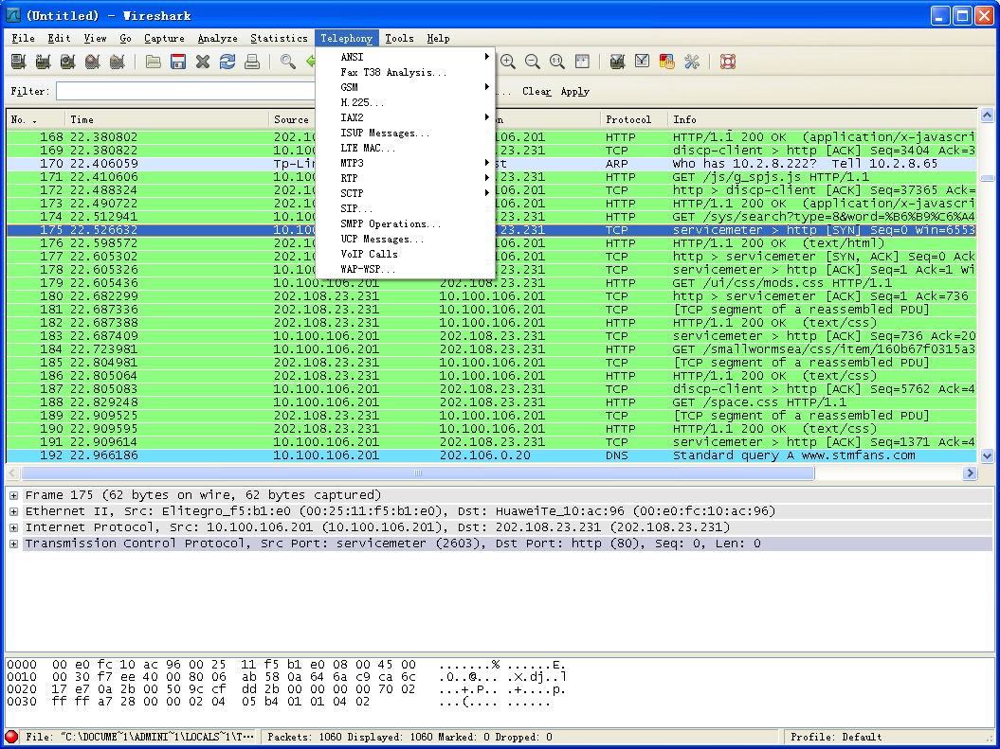 (Untitled) - Wireshark
File Edit View Go Capture Analyze Statistics Telephony Tools Help
ANSI
Fax T38 Analysis...
GSM
H.225...
IAX2
ISUP Messages...
LTE MAC...
MTP3
RTP
SCTP
SIP...
SMPP Operations...
UCP Messages...
VoIP Calls
WAP-WSP...
Filter: ... Clear Apply
No. . Time Source Protocol Info
168 22.380802 202.10 .106.201 HTTP HTTP/1.1 200 OK (application/x-javascri
169 22.380822 10.100 .23.231 TCP discp-client > http [ACK] Seq=3404 Ack=3
170 22.406059 Tp-Lin st ARP Who has 10.2.8.222? Tell 10.2.8.65
171 22.410606 10.100 .23.231 HTTP GET /js/g_spjs.js HTTP/1.1
172 22.488324 202.10 .106.201 TCP http > discp-client [ACK] Seq=37365 Ack=
173 22.490722 202.10 .106.201 HTTP HTTP/1.1 200 OK (application/x-javascri
174 22.512941 10.100 .23.231 HTTP GET /sys/search?type=8&word=%B6%B9%C6%A4
175 22.526632 10.100 .23.231 TCP servicemeter > http [SYN] Seq=0 Win=6553
176 22.598572 202.10 .106.201 HTTP HTTP/1.1 200 OK (text/html)
177 22.605302 202.10 .106.201 TCP http > servicemeter [SYN, ACK] Seq=0 Ack
178 22.605326 10.100 .23.231 TCP servicemeter > http [ACK] Seq=1 Ack=1 Wi
179 22.605436 10.100.106.201 202.108.23.231 HTTP GET /ui/css/mods.css HTTP/1.1
180 22.682299 202.108.23.231 10.100.106.201 TCP http > servicemeter [ACK] Seq=1 Ack=736
181 22.687336 202.108.23.231 10.100.106.201 TCP [TCP segment of a reassembled PDU]
182 22.687388 202.108.23.231 10.100.106.201 HTTP HTTP/1.1 200 OK (text/css)
183 22.687409 10.100.106.201 202.108.23.231 TCP servicemeter > http [ACK] Seq=736 Ack=20
184 22.723981 10.100.106.201 202.108.23.231 HTTP GET /smallwormsea/css/item/160b67f0315a3
185 22.804981 202.108.23.231 10.100.106.201 TCP [TCP segment of a reassembled PDU]
186 22.805064 202.108.23.231 10.100.106.201 HTTP HTTP/1.1 200 OK (text/css)
187 22.805083 10.100.106.201 202.108.23.231 TCP discp-client > http [ACK] Seq=5762 Ack=4
188 22.829248 10.100.106.201 202.108.23.231 HTTP GET /space.css HTTP/1.1
189 22.909525 202.108.23.231 10.100.106.201 TCP [TCP segment of a reassembled PDU]
190 22.909595 202.108.23.231 10.100.106.201 HTTP HTTP/1.1 200 OK (text/css)
191 22.909614 10.100.106.201 202.108.23.231 TCP servicemeter > http [ACK] Seq=1371 Ack=4
192 22.966186 10.100.106.201 202.106.0.20 DNS Standard query A www.stmfans.com
Frame 175 (62 bytes on wire, 62 bytes captured)
Ethernet II, Src: Elitegro_f5:b1:e0 (00:25:11:f5:b1:e0), Dst: HuaweiTe_10:ac:96 (00:e0:fc:10:ac:96)
Internet Protocol, Src: 10.100.106.201 (10.100.106.201), Dst: 202.108.23.231 (202.108.23.231)
Transmission Control Protocol, Src Port: servicemeter (2603), Dst Port: http (80), Seq: 0, Len: 0
0000 00 e0 fc 10 ac 96 00 25 11 f5 b1 e0 08 00 45 00 .......% ......E.
0010 00 30 f7 ee 40 00 80 06 ab 58 0a 64 6a c9 ca 6c .0..@... .X.dj..l
0020 17 e7 0a 2b 00 50 9c cf dd 2b 00 00 00 00 70 02 ...+.P.. .+....p.
0030 ff ff a7 28 00 00 02 04 05 b4 01 01 04 02 ...(.... ......
File: "C:\DOCUME~1\ADMINI~1\LOCALS~1\T... Packets: 1060 Displayed: 1060 Marked: 0 Dropped: 0 Profile: Default